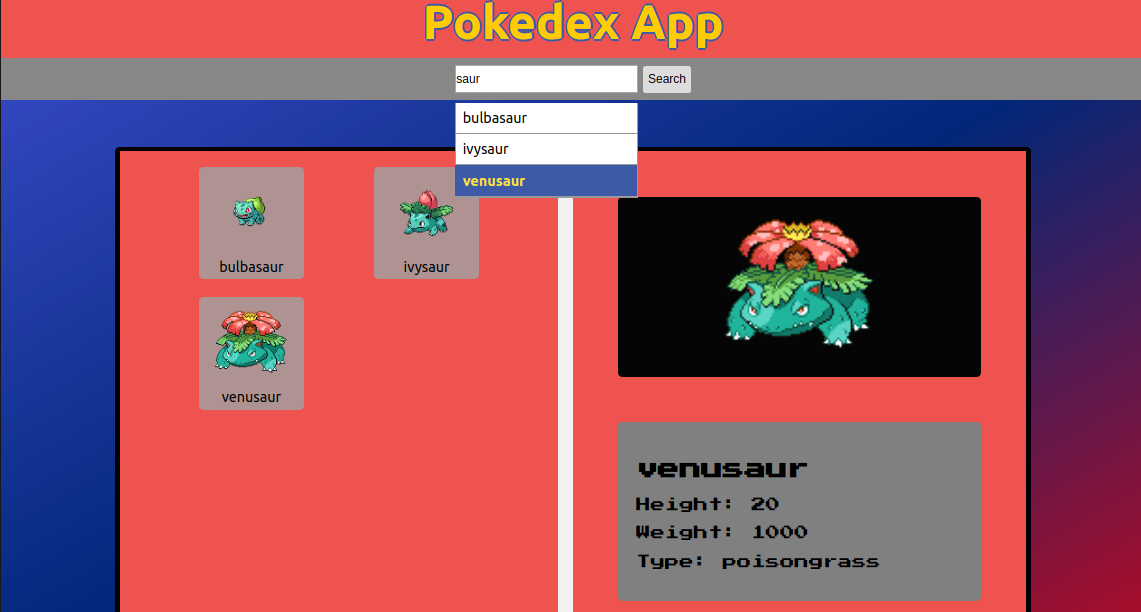 Pokedex App
saur Search
bulbasaur
ivysaur
venusaur
bulbasaur
ivysaur
venusaur
venusaur
Height: 20
Weight: 1000
Type: poisongrass